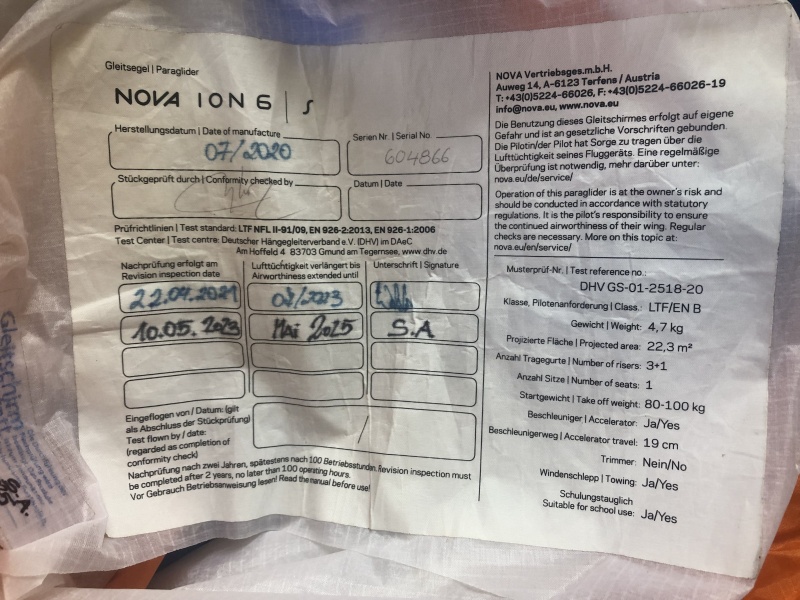 Gleitsegel | Paraglider
NOVA ION 6 | S
Herstellungsdatum | Date of manufacture
07/2020
Serien Nr. | Serial No.
604866
Stückgeprüft durch | Conformity checked by
Datum | Date
Prüfrichtlinien | Test standard: LTF NFL II-91/09, EN 926-2:2013, EN 926-1:2006
Test Center | Test centre: Deutscher Hängegleiterverband e.V. (DHV) im DAeC
Am Hoffeld 4 83703 Gmund am Tegernsee, www.dhv.de
Nachprüfung erfolgt am
Revision inspection date
Lufttüchtigkeit verlängert bis
Airworthiness extended until
Unterschrift | Signature
22.04.2021
/2023
10.05.2023
Mai 2025
S.A
Eingeflogen von / Datum: (gilt
als Abschluss der Stückprüfung)
Test flown by / date:
(regarded as completion of
conformity check)
/
Nachprüfung nach zwei Jahren, spätestens nach 100 Betriebsstunden. Revision inspection must
be completed after 2 years, no later than 100 operating hours.
Vor Gebrauch Betriebsanweisung lesen! Read the manual before use!
NOVA Vertriebsges.m.b.H.
Auweg 14, A-6123 Terfens / Austria
T: +43(0)5224-66026, F: +43(0)5224-66026-19
info@nova.eu, www.nova.eu
Die Benutzung dieses Gleitschirmes erfolgt auf eigene
Gefahr und ist an gesetzliche Vorschriften gebunden.
Die Pilotin/der Pilot hat Sorge zu tragen über die
Lufttüchtigkeit seines Fluggeräts. Eine regelmäßige
Überprüfung ist notwendig, mehr darüber unter:
nova.eu/de/service/
Operation of this paraglider is at the owner's risk and
should be conducted in accordance with statutory
regulations. It is the pilot's responsibility to ensure
the continued airworthiness of their wing. Regular
checks are necessary. More on this topic at:
nova.eu/en/service/
Musterprüf-Nr. | Test reference no.:
DHV GS-01-2518-20
Klasse, Pilotenanforderung | Class.: LTF/EN B
Gewicht | Weight: 4,7 kg
Projizierte Fläche | Projected area: 22,3 m²
Anzahl Tragegurte | Number of risers: 3+1
Anzahl Sitze | Number of seats: 1
Startgewicht | Take off weight: 80-100 kg
Beschleuniger | Accelerator: Ja/Yes
Beschleunigerweg | Accelerator travel: 19 cm
Trimmer: Nein/No
Windenschlepp | Towing: Ja/Yes
Schulungstauglich
Suitable for school use: Ja/Yes